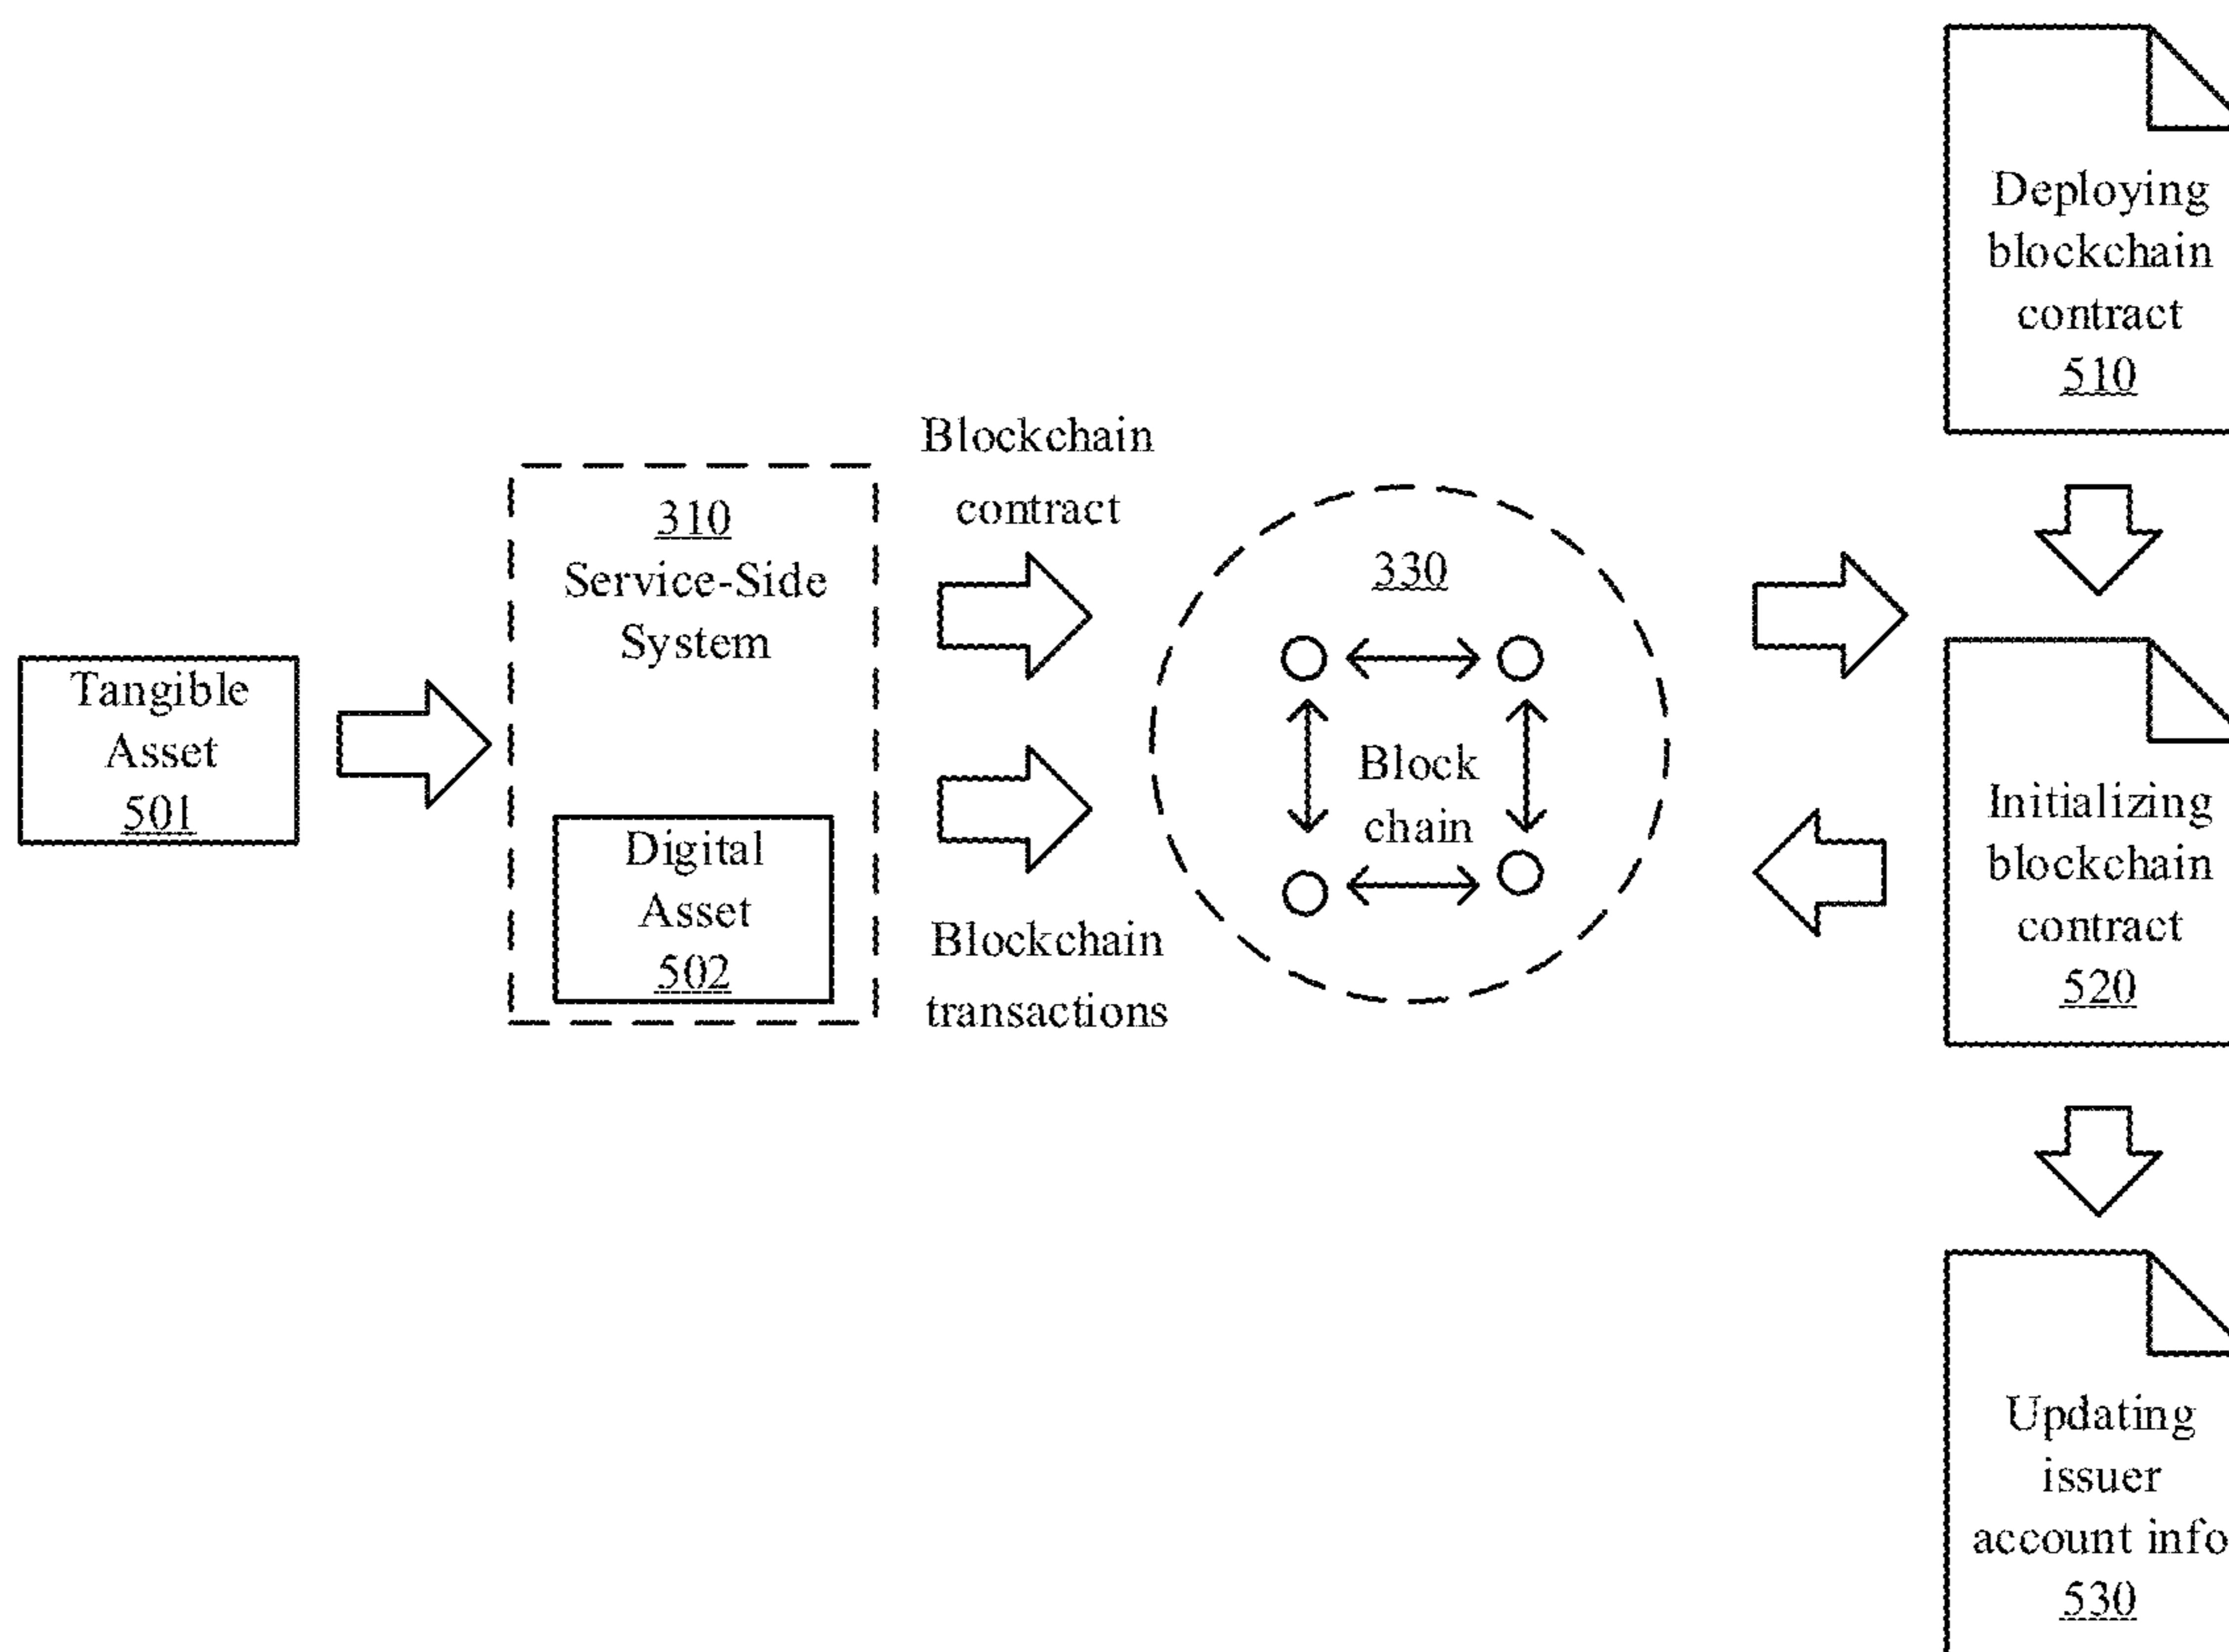 Tangible
Asset
501
310
Service-Side
System
Digital
Asset
502
Blockchain
contract
Blockchain
transactions
330
Block
chain
Deploying
blockchain
contract
510
Initializing
blockchain
contract
520
Updating
issuer
account info
530